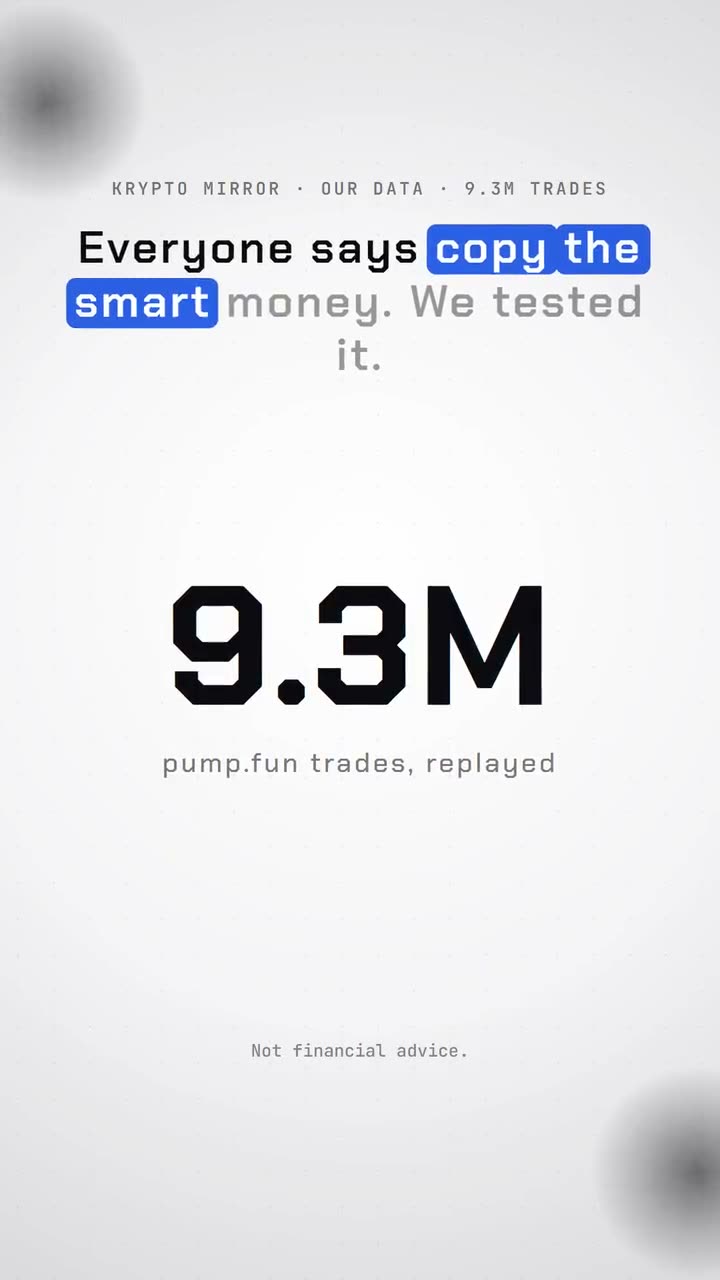 KRYPTO MIRROR · OUR DATA · 9.3M TRADES
Everyone says copy the
smart money. We tested
it.
9.3M
pump.fun trades, replayed
Not financial advice.